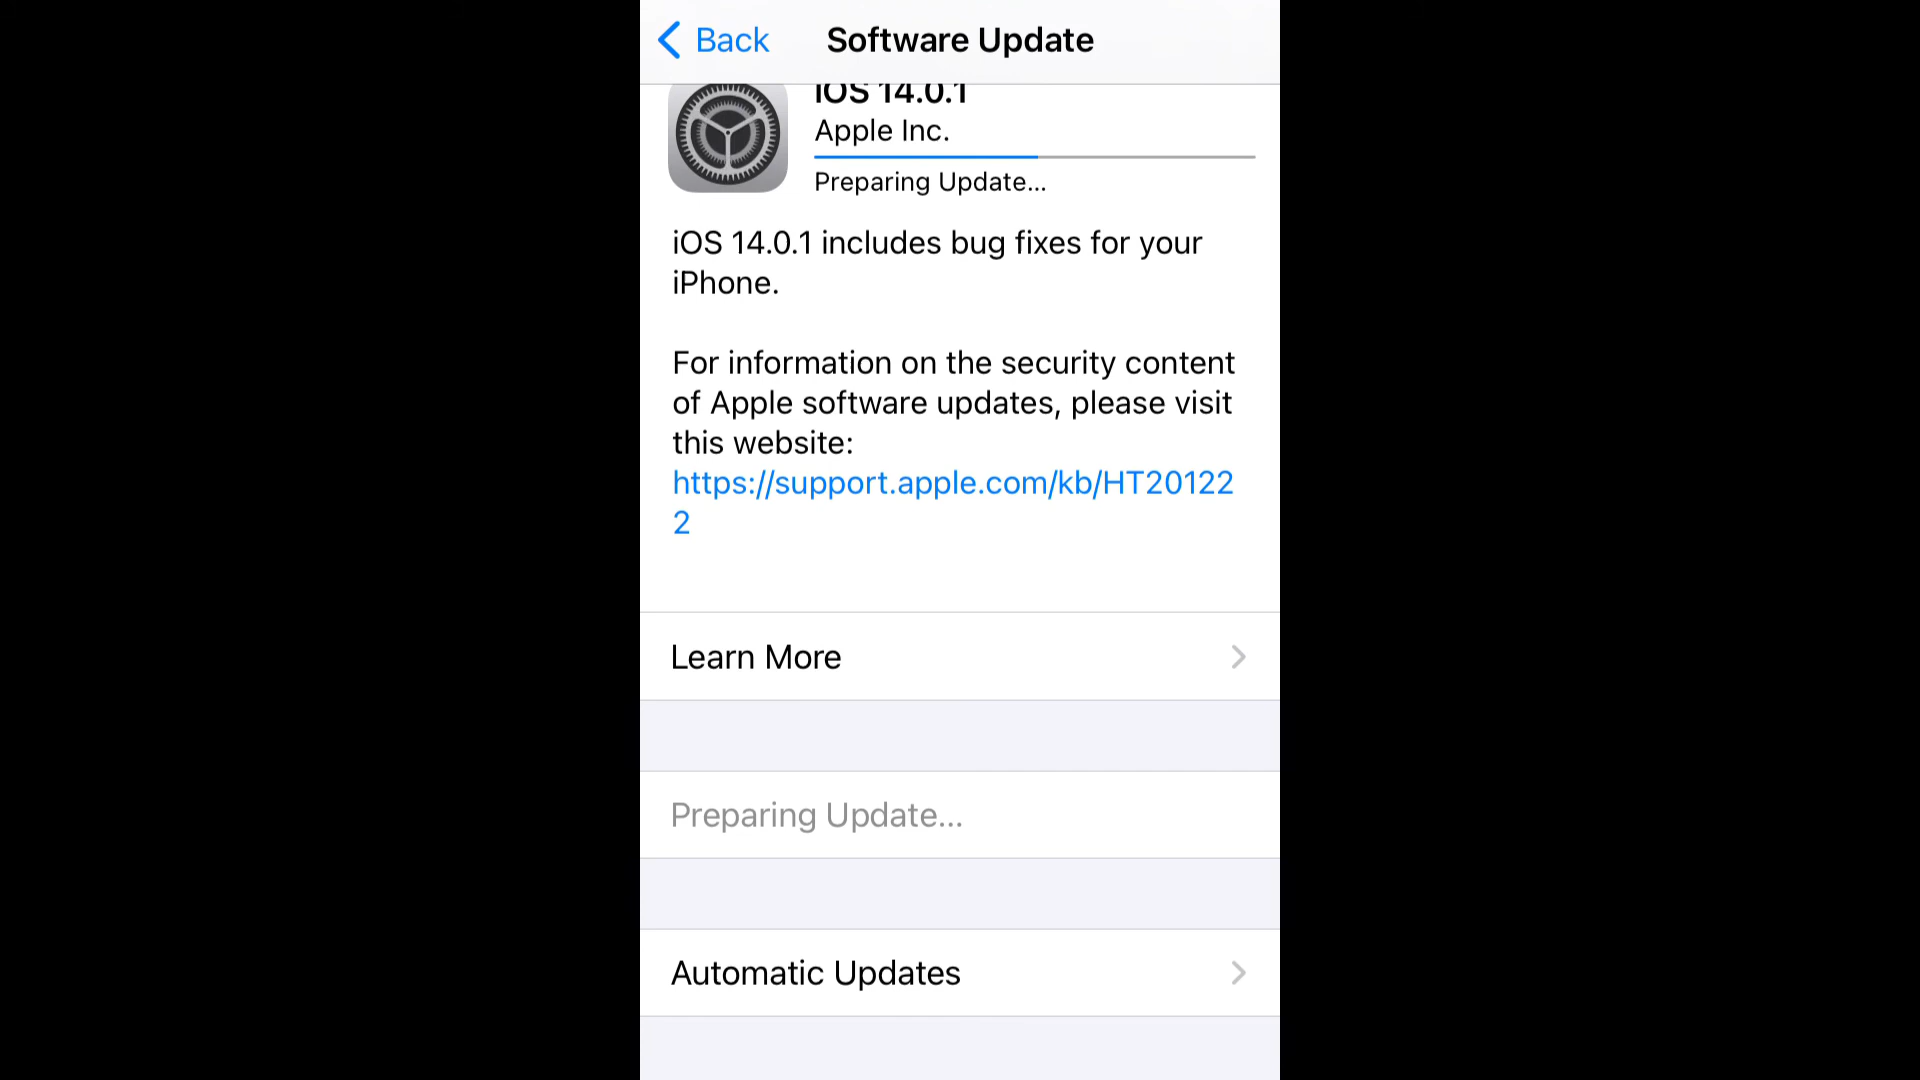 Back
Software Update
iOS 14.0.1
Apple Inc.
Preparing Update...
iOS 14.0.1 includes bug fixes for your
iPhone.
For information on the security content
of Apple software updates, please visit
this website:
https://support.apple.com/kb/HT20122
2
Learn More
Preparing Update...
Automatic Updates